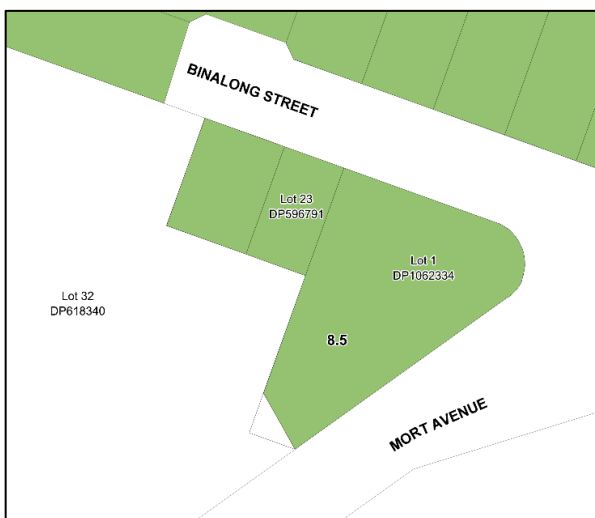 BINALONG STREET
Lot 23
DP596791
Lot 1
DP1062334
Lot 32
DP618340
8.5
MORT AVENUE